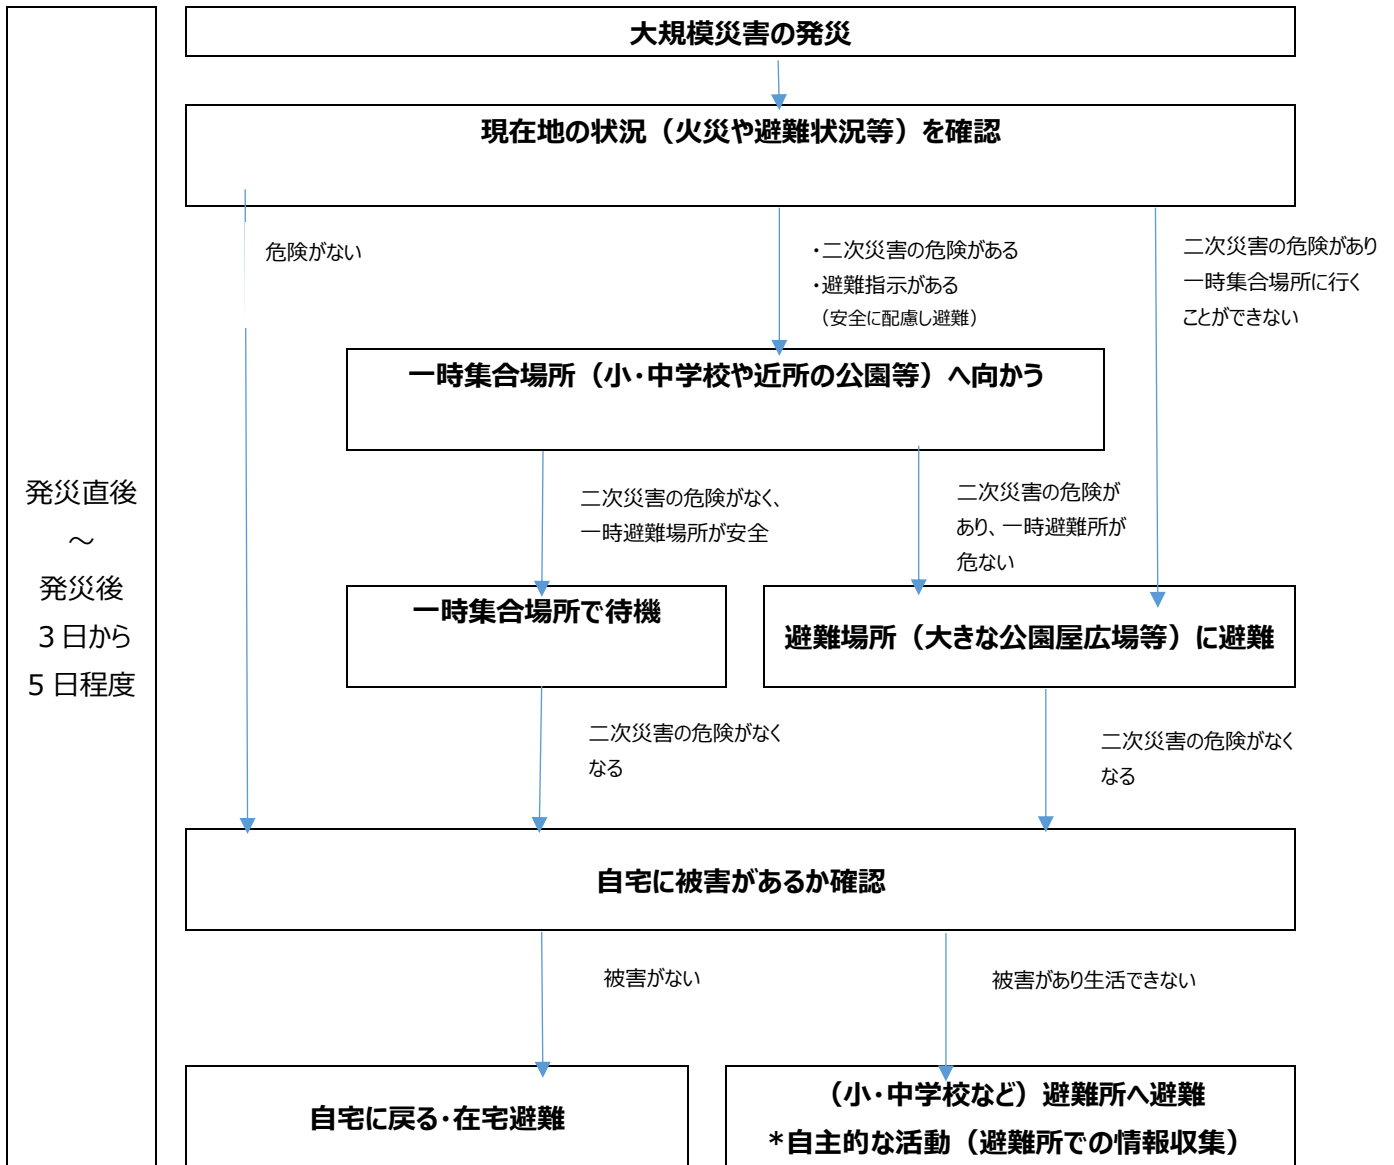 大規模災害の発災
現在地の状況（火災や避難状況等）を確認
危険がない
・二次災害の危険がある
・避難指示がある
（安全に配慮し避難）
二次災害の危険があり
一時集合場所に行く
ことができない
一時集合場所（小・中学校や近所の公園等）へ向かう
発災直後
～
発災後
３日から
５日程度
二次災害の危険がなく、
一時避難場所が安全
二次災害の危険が
あり、一時避難所が
危ない
一時集合場所で待機
避難場所（大きな公園屋広場等）に避難
二次災害の危険がなく
なる
二次災害の危険がなく
なる
自宅に被害があるか確認
被害がない
被害があり生活できない
自宅に戻る・在宅避難
（小・中学校など）避難所へ避難
*自主的な活動（避難所での情報収集）